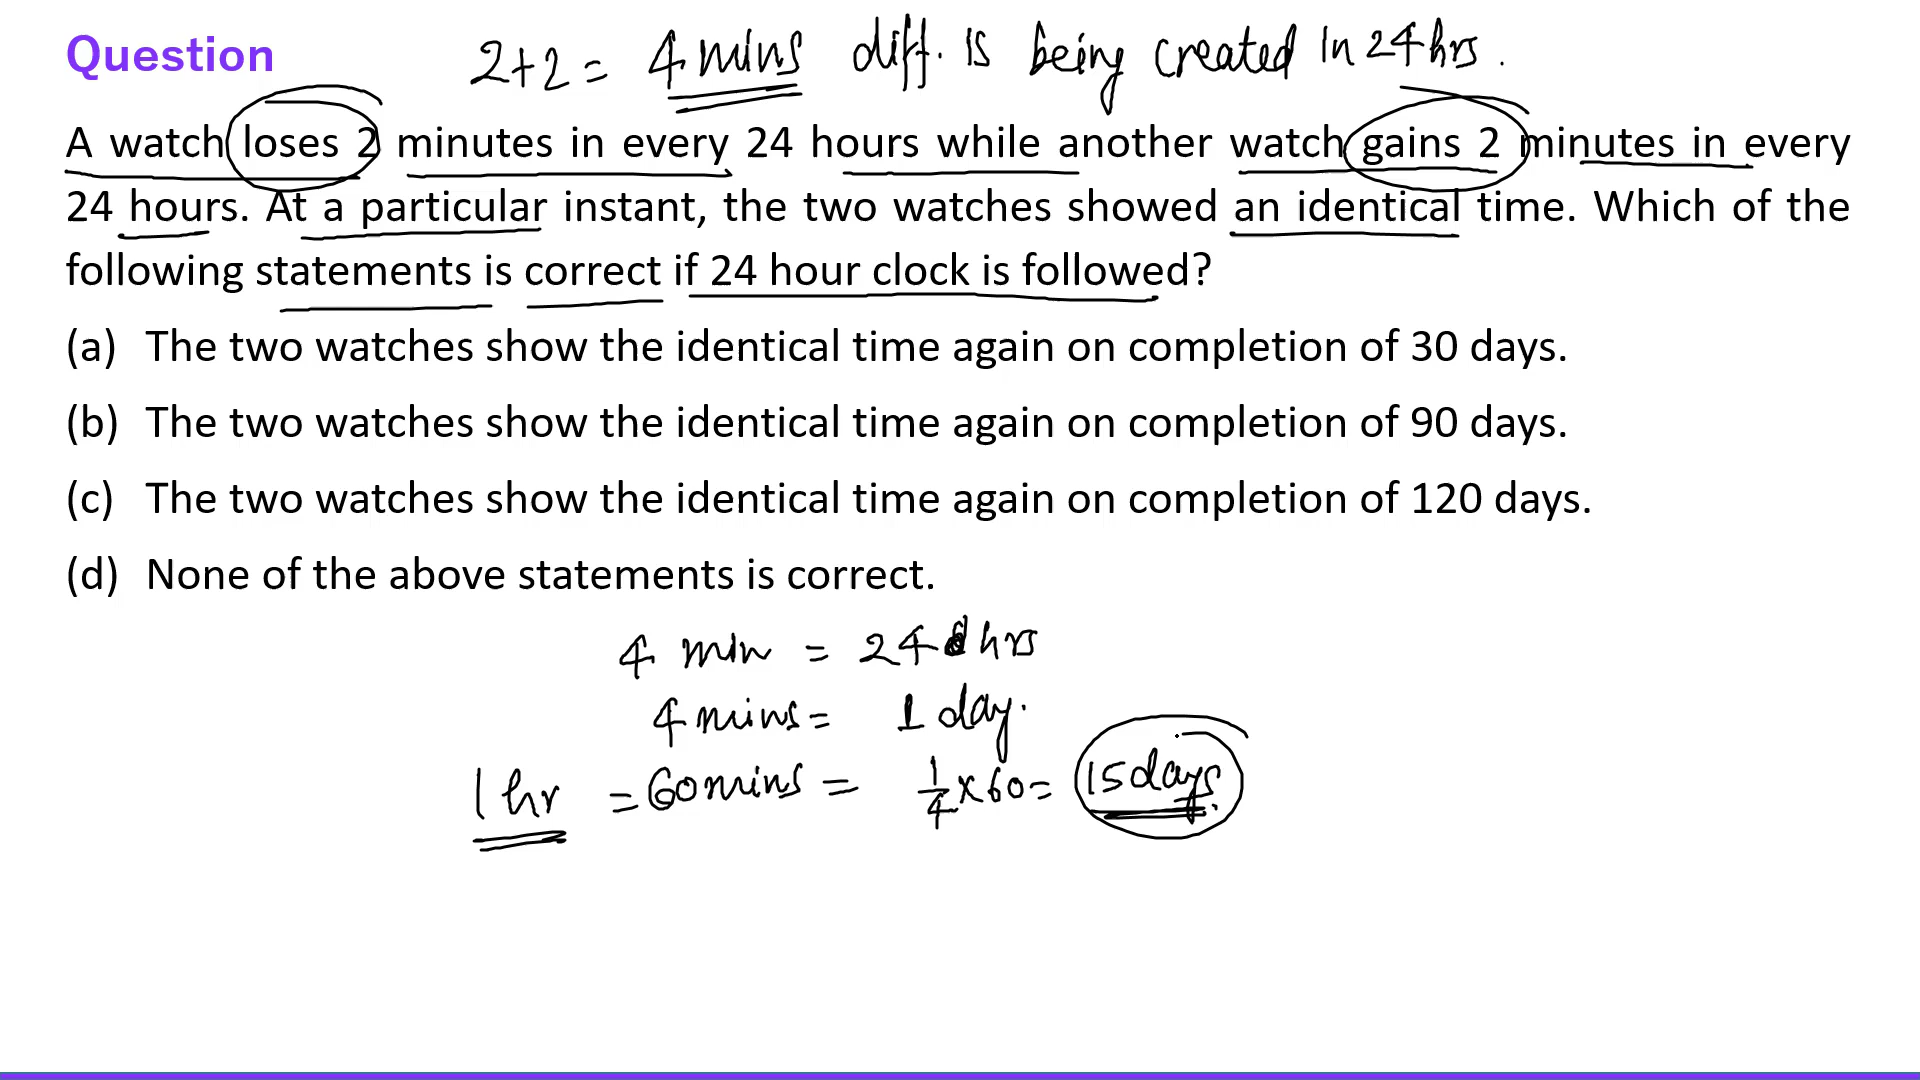 Question
2+2 = 4 mins diff. is being created in 24 hrs.
A watch loses 2 minutes in every 24 hours while another watch gains 2 minutes in every
24 hours. At a particular instant, the two watches showed an identical time. Which of the
following statements is correct if 24 hour clock is followed?
(a) The two watches show the identical time again on completion of 30 days.
(b) The two watches show the identical time again on completion of 90 days.
(c) The two watches show the identical time again on completion of 120 days.
(d) None of the above statements is correct.
4 min = 24 hrs
4 mins = 1 day.
1 hr = 60 mins = 1/4 × 60 = 15 days.